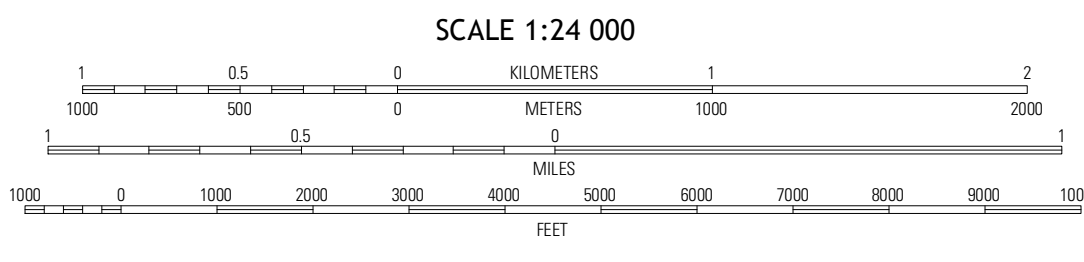 SCALE 1:24 000
1 0.5 0 KILOMETERS 1 2
1000 500 0 METERS 1000 2000
1 0.5 0 1
MILES
1000 0 1000 2000 3000 4000 5000 6000 7000 8000 9000 100
FEET